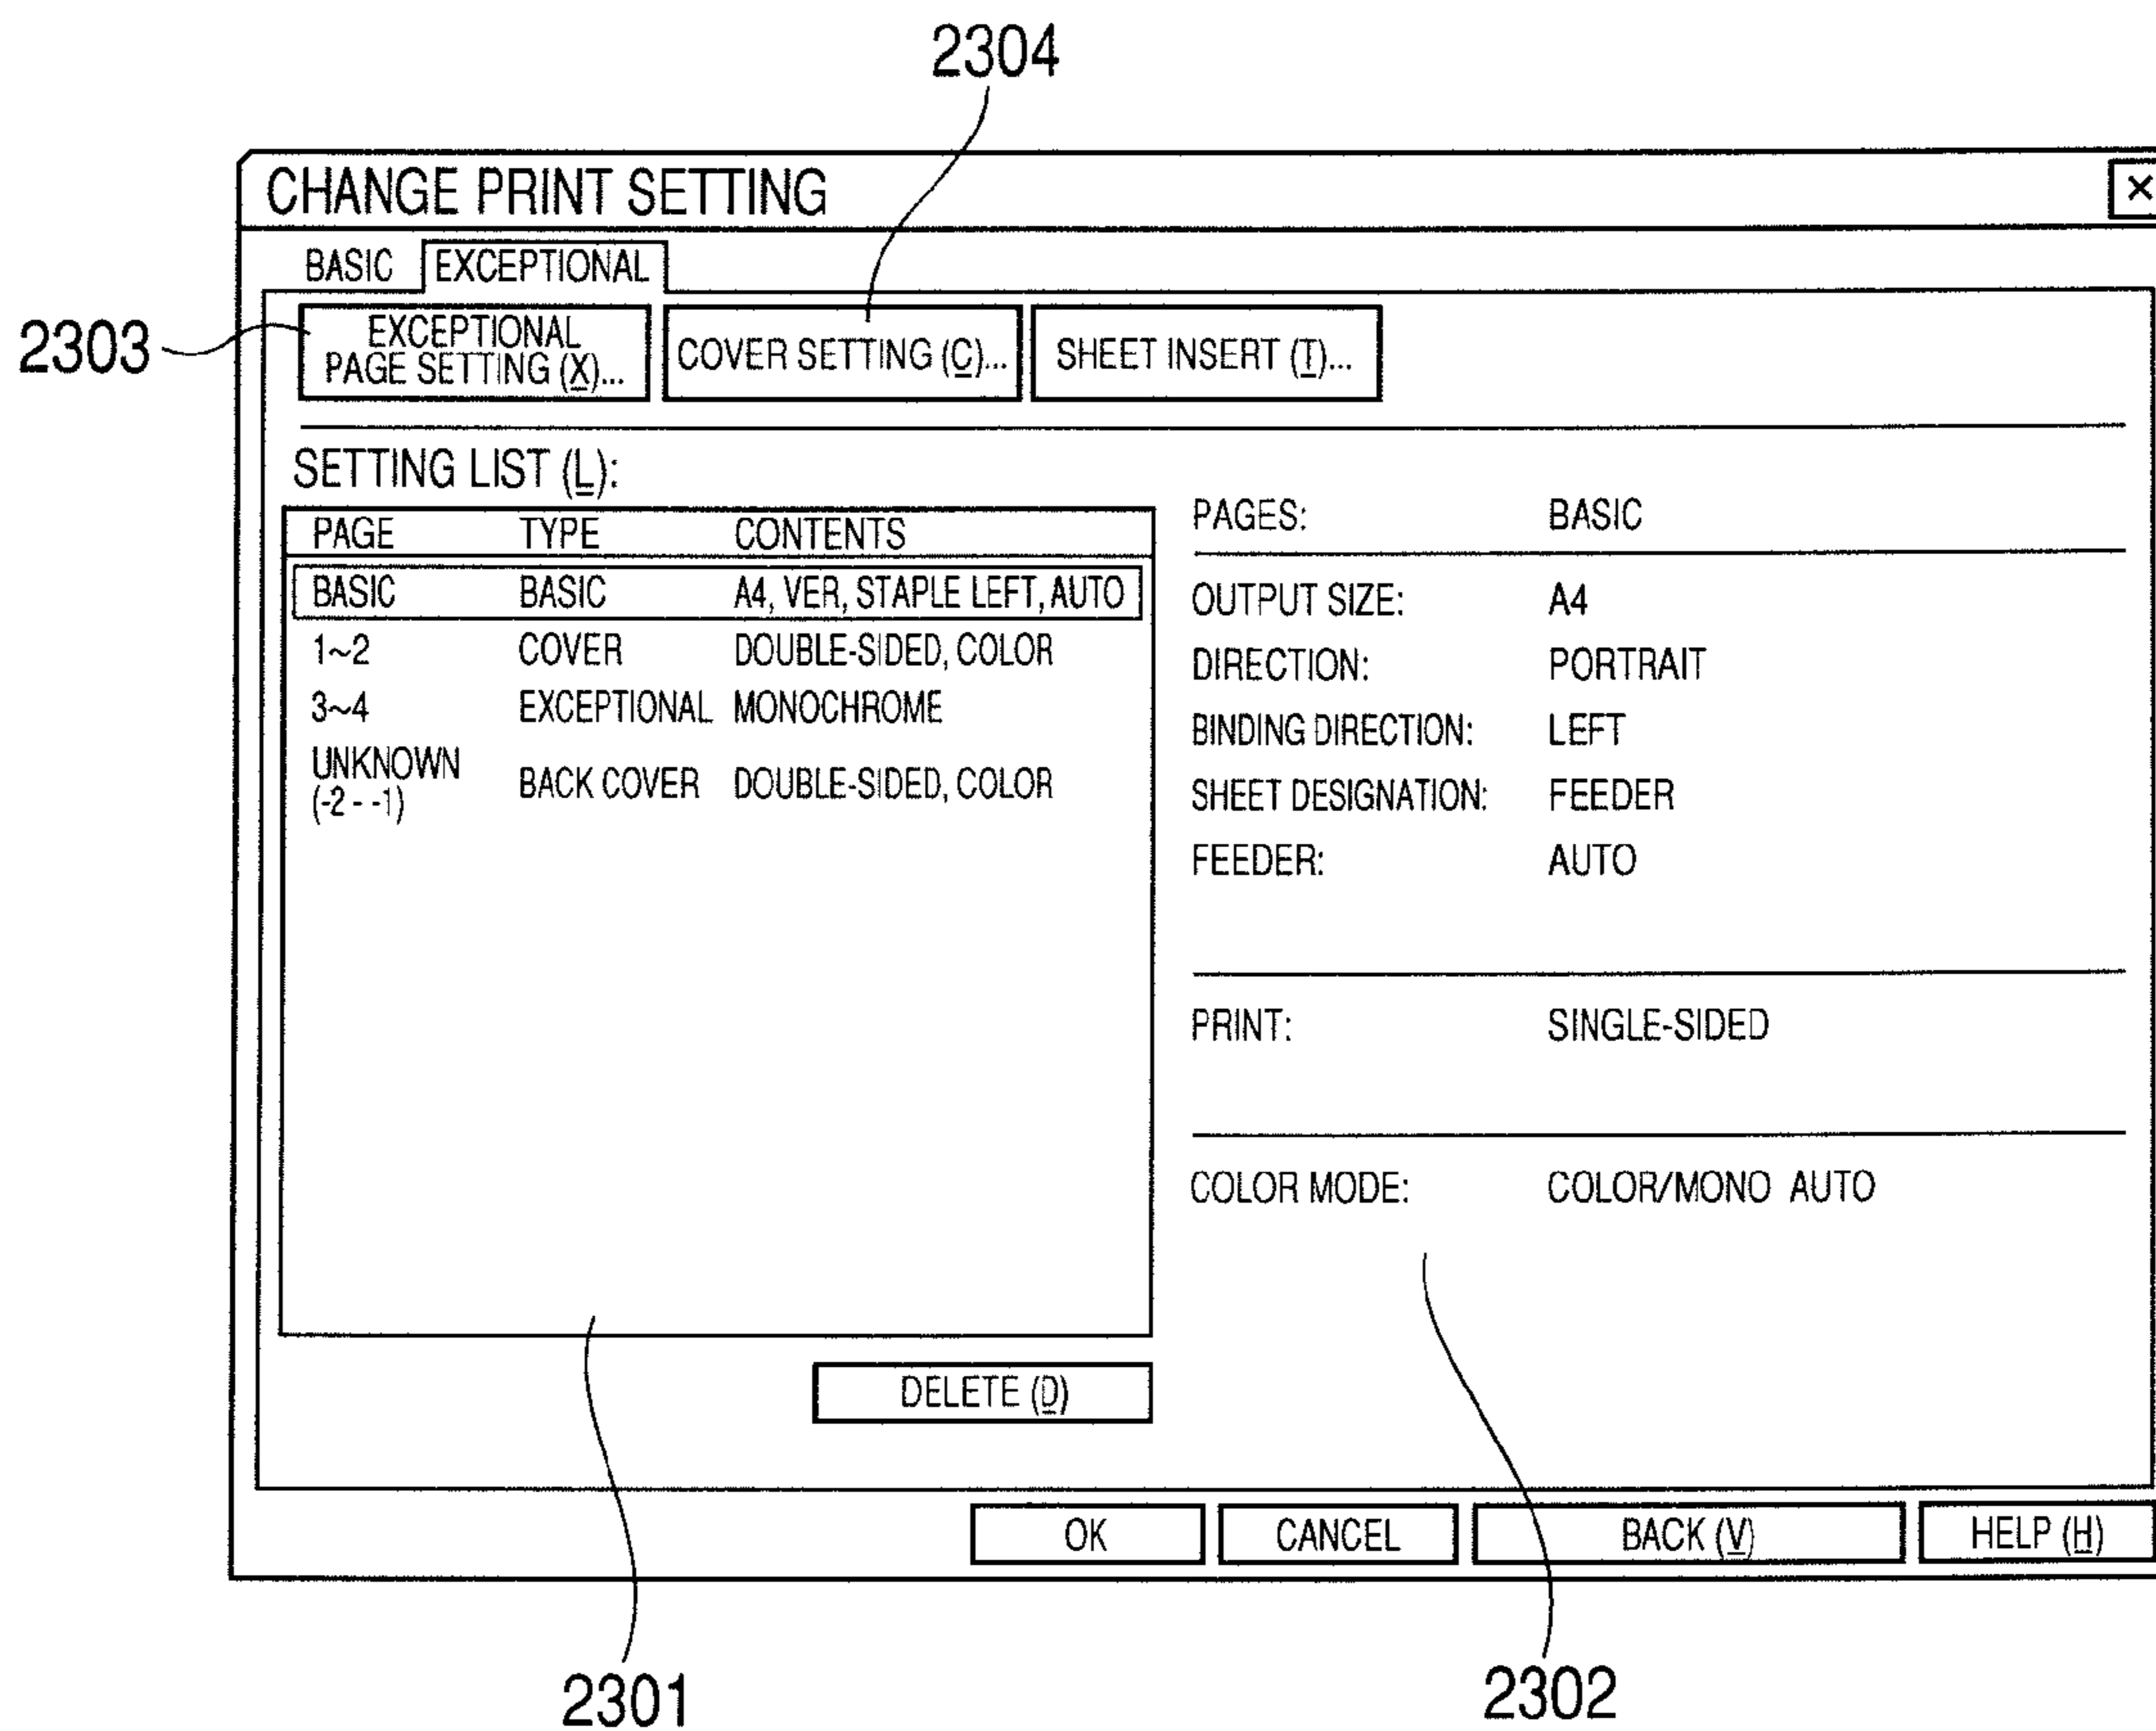 2304
CHANGE PRINT SETTING ×
BASIC EXCEPTIONAL
2303
EXCEPTIONAL
PAGE SETTING (X)...
COVER SETTING (C)...
SHEET INSERT (T)...
SETTING LIST (L):
PAGE TYPE CONTENTS
BASIC BASIC A4, VER, STAPLE LEFT, AUTO
1~2 COVER DOUBLE-SIDED, COLOR
3~4 EXCEPTIONAL MONOCHROME
UNKNOWN
(-2 - -1) BACK COVER DOUBLE-SIDED, COLOR
DELETE (D)
PAGES: BASIC
OUTPUT SIZE: A4
DIRECTION: PORTRAIT
BINDING DIRECTION: LEFT
SHEET DESIGNATION: FEEDER
FEEDER: AUTO
PRINT: SINGLE-SIDED
COLOR MODE: COLOR/MONO AUTO
OK CANCEL BACK (V) HELP (H)
2301 2302